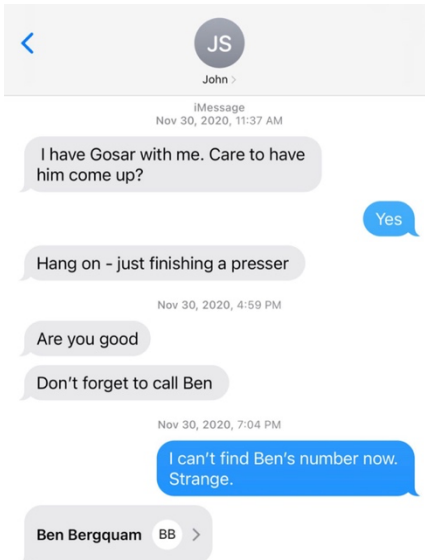 JS
John >
iMessage
Nov 30, 2020, 11:37 AM
I have Gosar with me. Care to have
him come up?
Yes
Hang on - just finishing a presser
Nov 30, 2020, 4:59 PM
Are you good
Don't forget to call Ben
Nov 30, 2020, 7:04 PM
I can't find Ben's number now.
Strange.
Ben Bergquam BB >